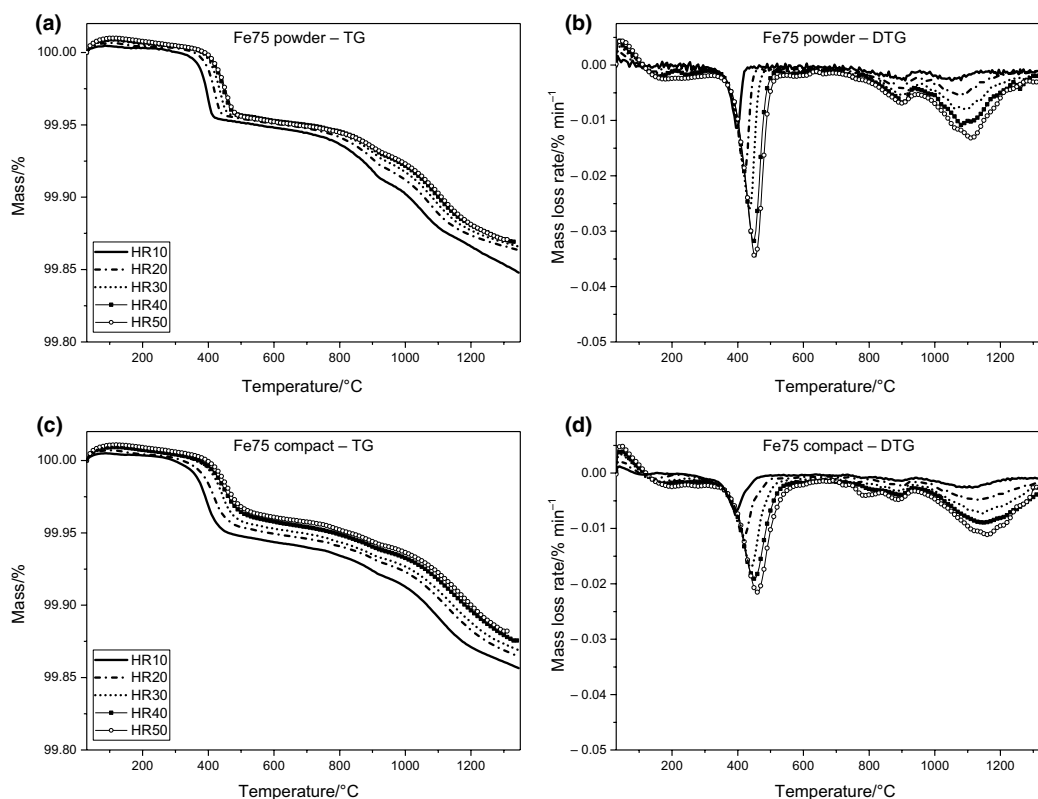 (a)
Fe75 powder – TG
100.00
99.95
99.90
99.85
99.80
Mass/%
HR10
HR20
HR30
HR40
HR50
200 400 600 800 1000 1200
Temperature/°C
(b)
Fe75 powder – DTG
0.00
– 0.01
– 0.02
– 0.03
– 0.04
-0.05
Mass loss rate/% min⁻¹
200 400 600 800 1000 1200
Temperature/°C
(c)
Fe75 compact – TG
100.00
99.95
99.90
99.85
99.80
Mass/%
HR10
HR20
HR30
HR40
HR50
200 400 600 800 1000 1200
Temperature/°C
(d)
Fe75 compact – DTG
0.00
– 0.01
– 0.02
– 0.03
– 0.04
– 0.05
Mass loss rate/% min⁻¹
200 400 600 800 1000 1200
Temperature/°C